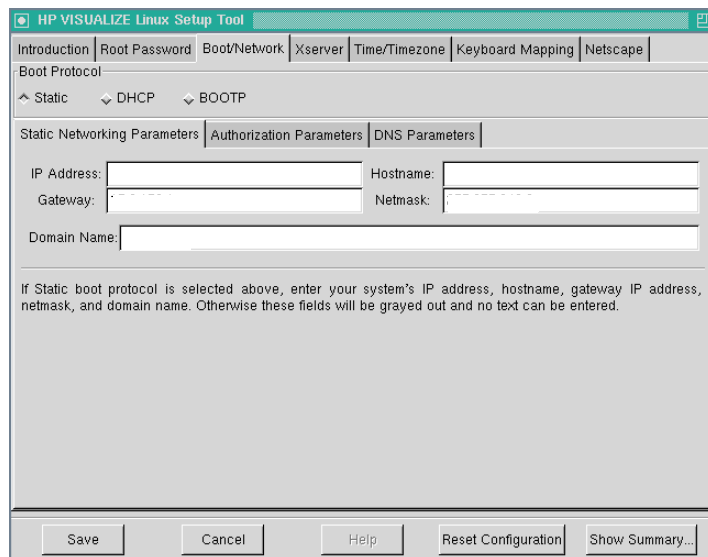 HP VISUALIZE Linux Setup Tool
Introduction Root Password Boot/Network Xserver Time/Timezone Keyboard Mapping Netscape
Boot Protocol
Static DHCP BOOTP
Static Networking Parameters Authorization Parameters DNS Parameters
IP Address: Hostname:
Gateway: Netmask:
Domain Name:
If Static boot protocol is selected above, enter your system's IP address, hostname, gateway IP address,
netmask, and domain name. Otherwise these fields will be grayed out and no text can be entered.
Save Cancel Help Reset Configuration Show Summary...